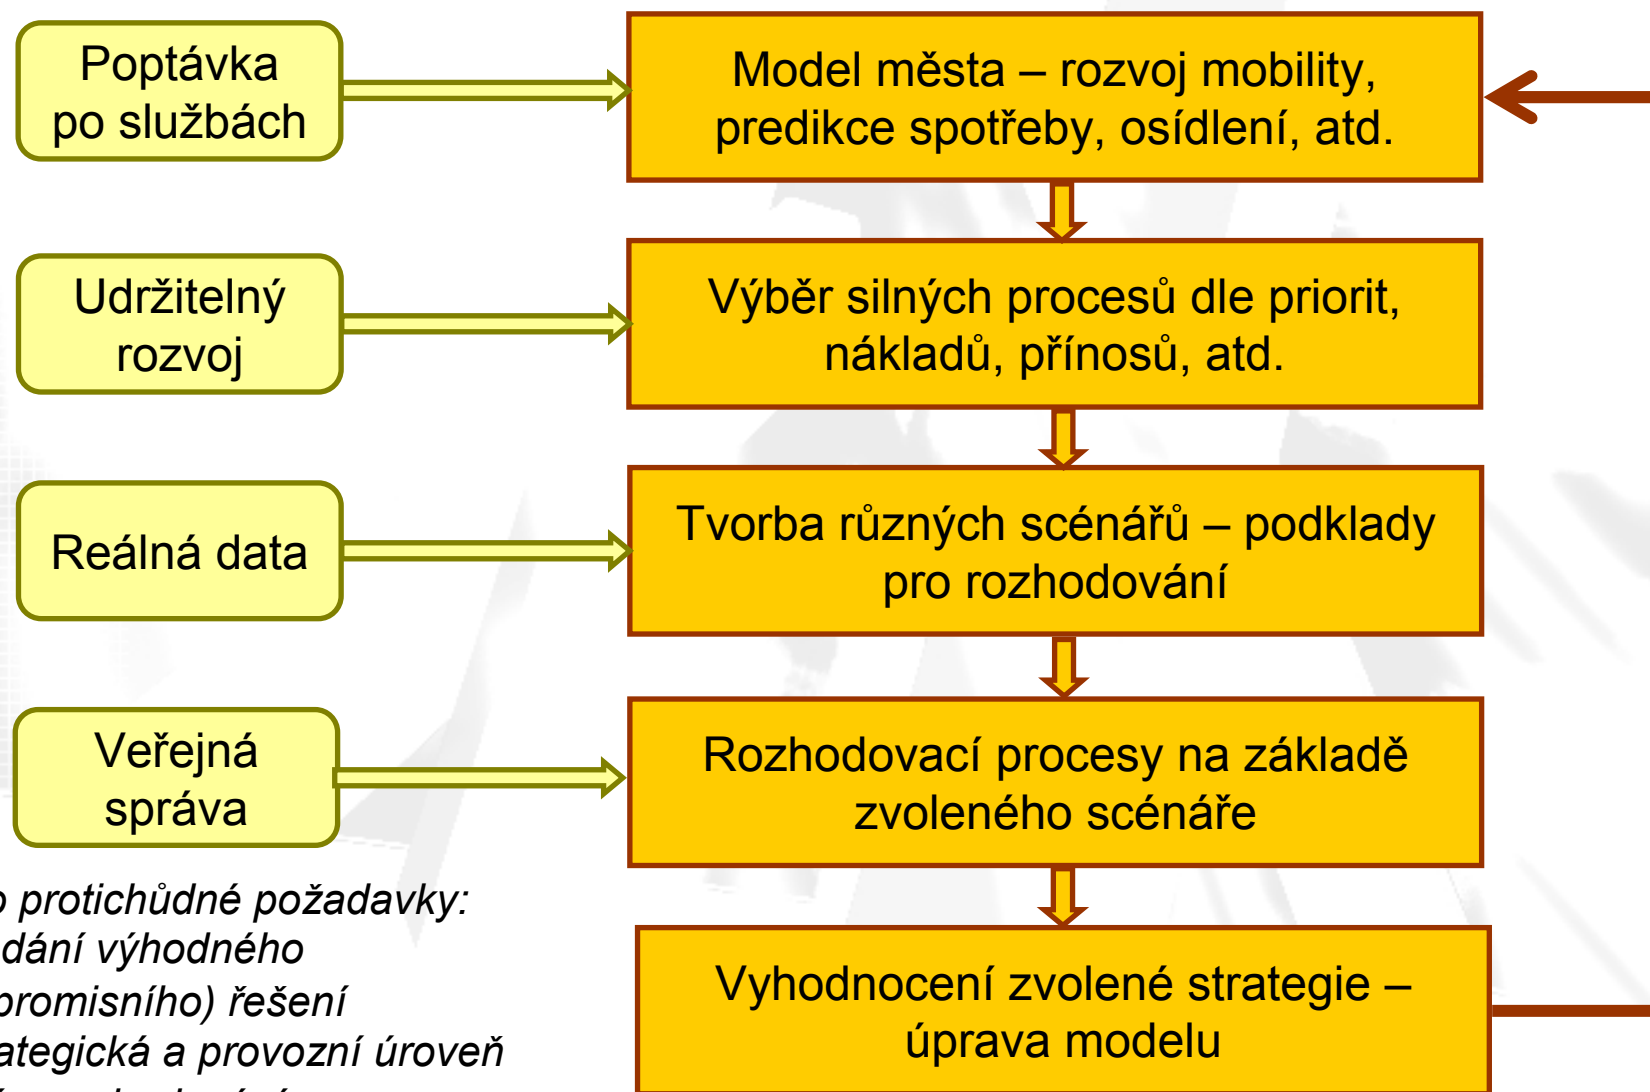 Poptávka
po službách
Model města – rozvoj mobility,
predikce spotřeby, osídlení, atd.
Udržitelný
rozvoj
Výběr silných procesů dle priorit,
nákladů, přínosů, atd.
Reálná data
Tvorba různých scénářů – podklady
pro rozhodování
Veřejná
správa
Rozhodovací procesy na základě
zvoleného scénáře
protichůdné požadavky:
dání výhodného
promisního) řešení
ategická a provozní úroveň
Vyhodnocení zvolené strategie –
úprava modelu